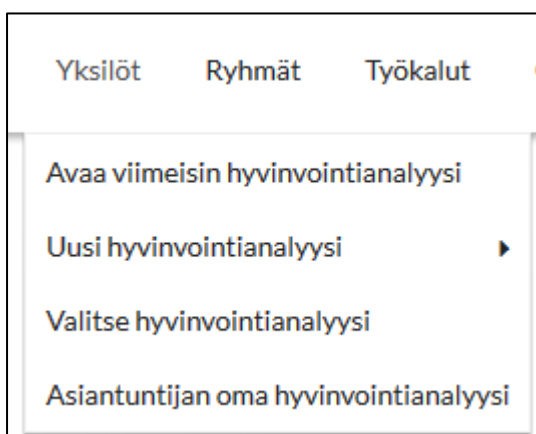 Yksilöt Ryhmät Työkalut
Avaa viimeisin hyvinvointianalyysi
Uusi hyvinvointianalyysi
Valitse hyvinvointianalyysi
Asiantuntijan oma hyvinvointianalyysi